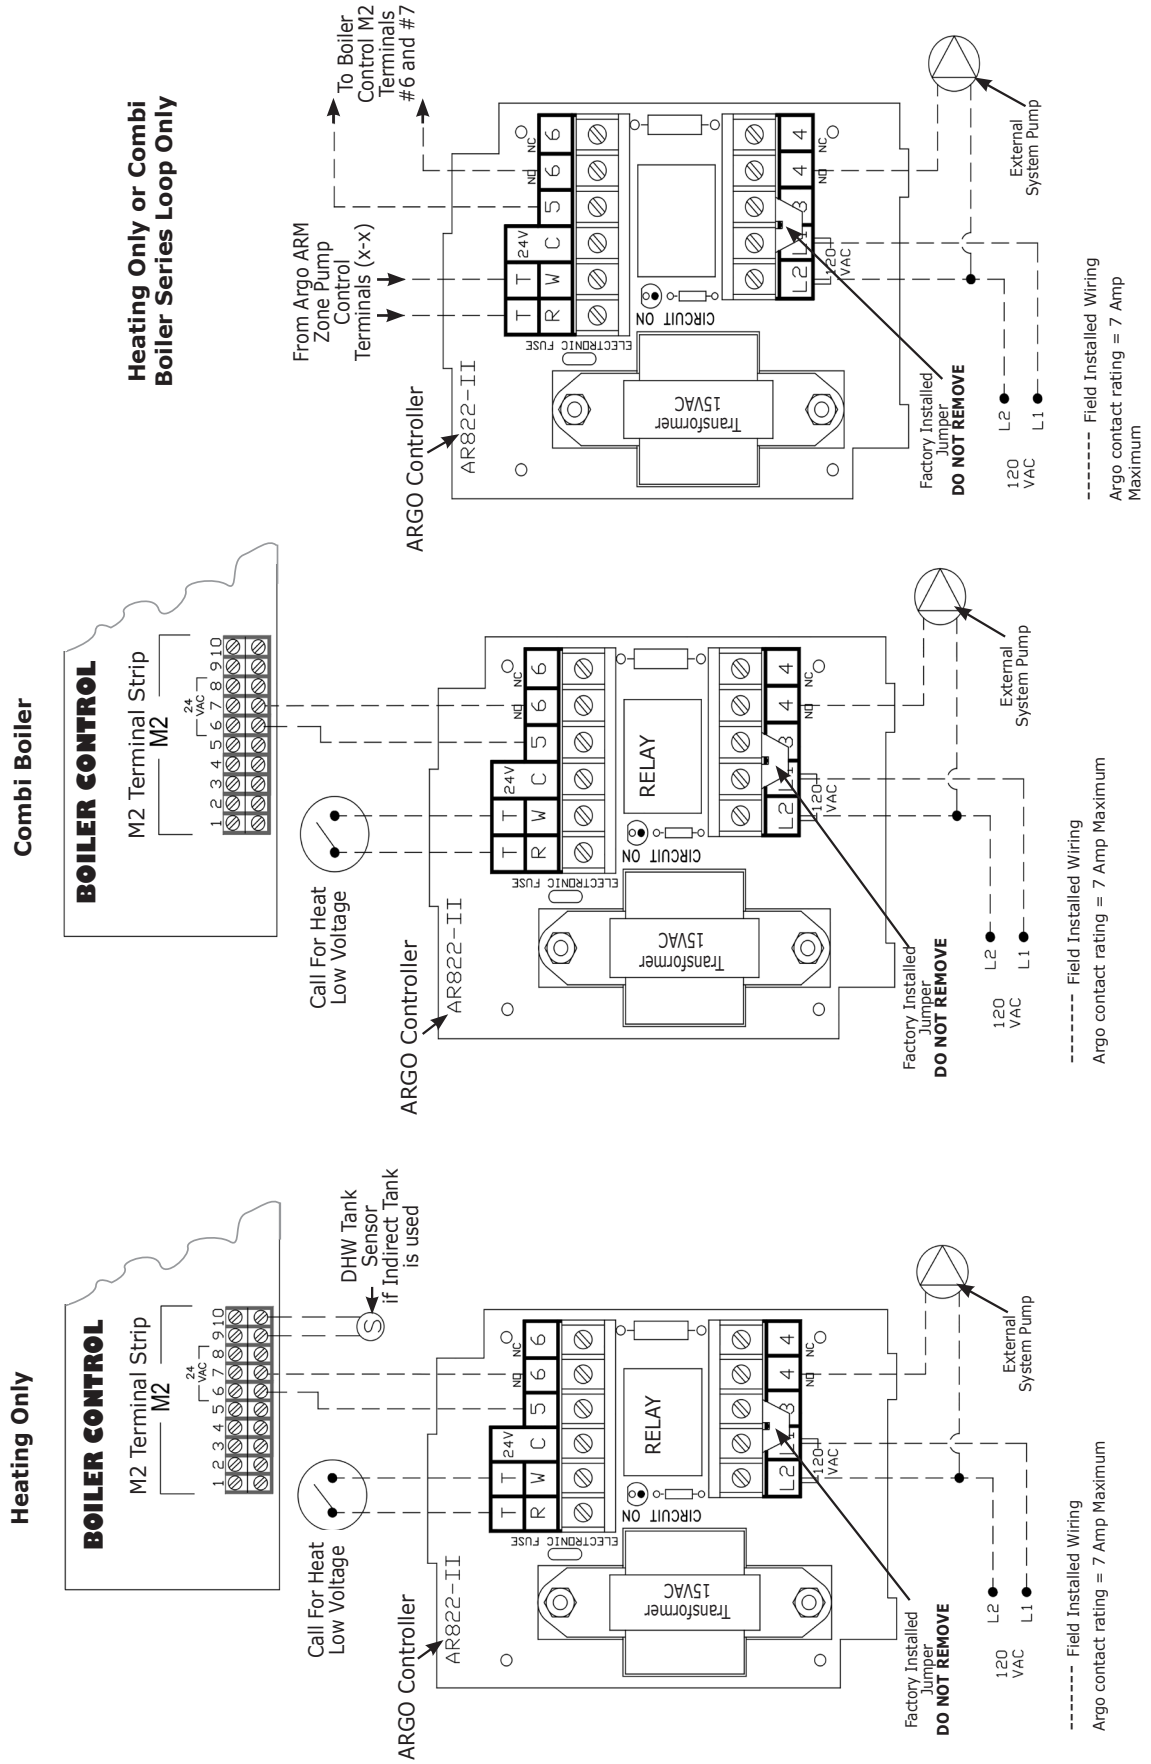 Heating Only
BOILER CONTROL
M2 Terminal Strip
M2
24
VAC
1 2 3 4 5 6 7 8 9 10
DHW Tank
Sensor
if Indirect Tank
is used
S
Call For Heat
Low Voltage
ARGO Controller
AR822-II
T T 24V
R W C 5 6 6
NO NC
ELECTRONIC FUSE
CIRCUIT ON
RELAY
Transformer
15VAC
L2 L1 3 4 4
NO NC
120
VAC
Factory Installed
Jumper
DO NOT REMOVE
External
System Pump
120
VAC
L2
L1
------- Field Installed Wiring
Argo contact rating = 7 Amp Maximum
Combi Boiler
BOILER CONTROL
M2 Terminal Strip
M2
24
VAC
1 2 3 4 5 6 7 8 9 10
Call For Heat
Low Voltage
ARGO Controller
AR822-II
T T 24V
R W C 5 6 6
NO NC
ELECTRONIC FUSE
CIRCUIT ON
RELAY
Transformer
15VAC
L2 L1 3 4 4
NO NC
120
VAC
Factory Installed
Jumper
DO NOT REMOVE
External
System Pump
120
VAC
L2
L1
------- Field Installed Wiring
Argo contact rating = 7 Amp Maximum
Heating Only or Combi
Boiler Series Loop Only
From Argo ARM
Zone Pump
Control
Terminals (x-x)
To Boiler
Control M2
Terminals
#6 and #7
ARGO Controller
AR822-II
T T 24V
R W C 5 6 6
NO NC
ELECTRONIC FUSE
CIRCUIT ON
Transformer
15VAC
L2 L1 3 4 4
NO NC
120
VAC
Factory Installed
Jumper
DO NOT REMOVE
External
System Pump
120
VAC
L2
L1
------- Field Installed Wiring
Argo contact rating = 7 Amp
Maximum